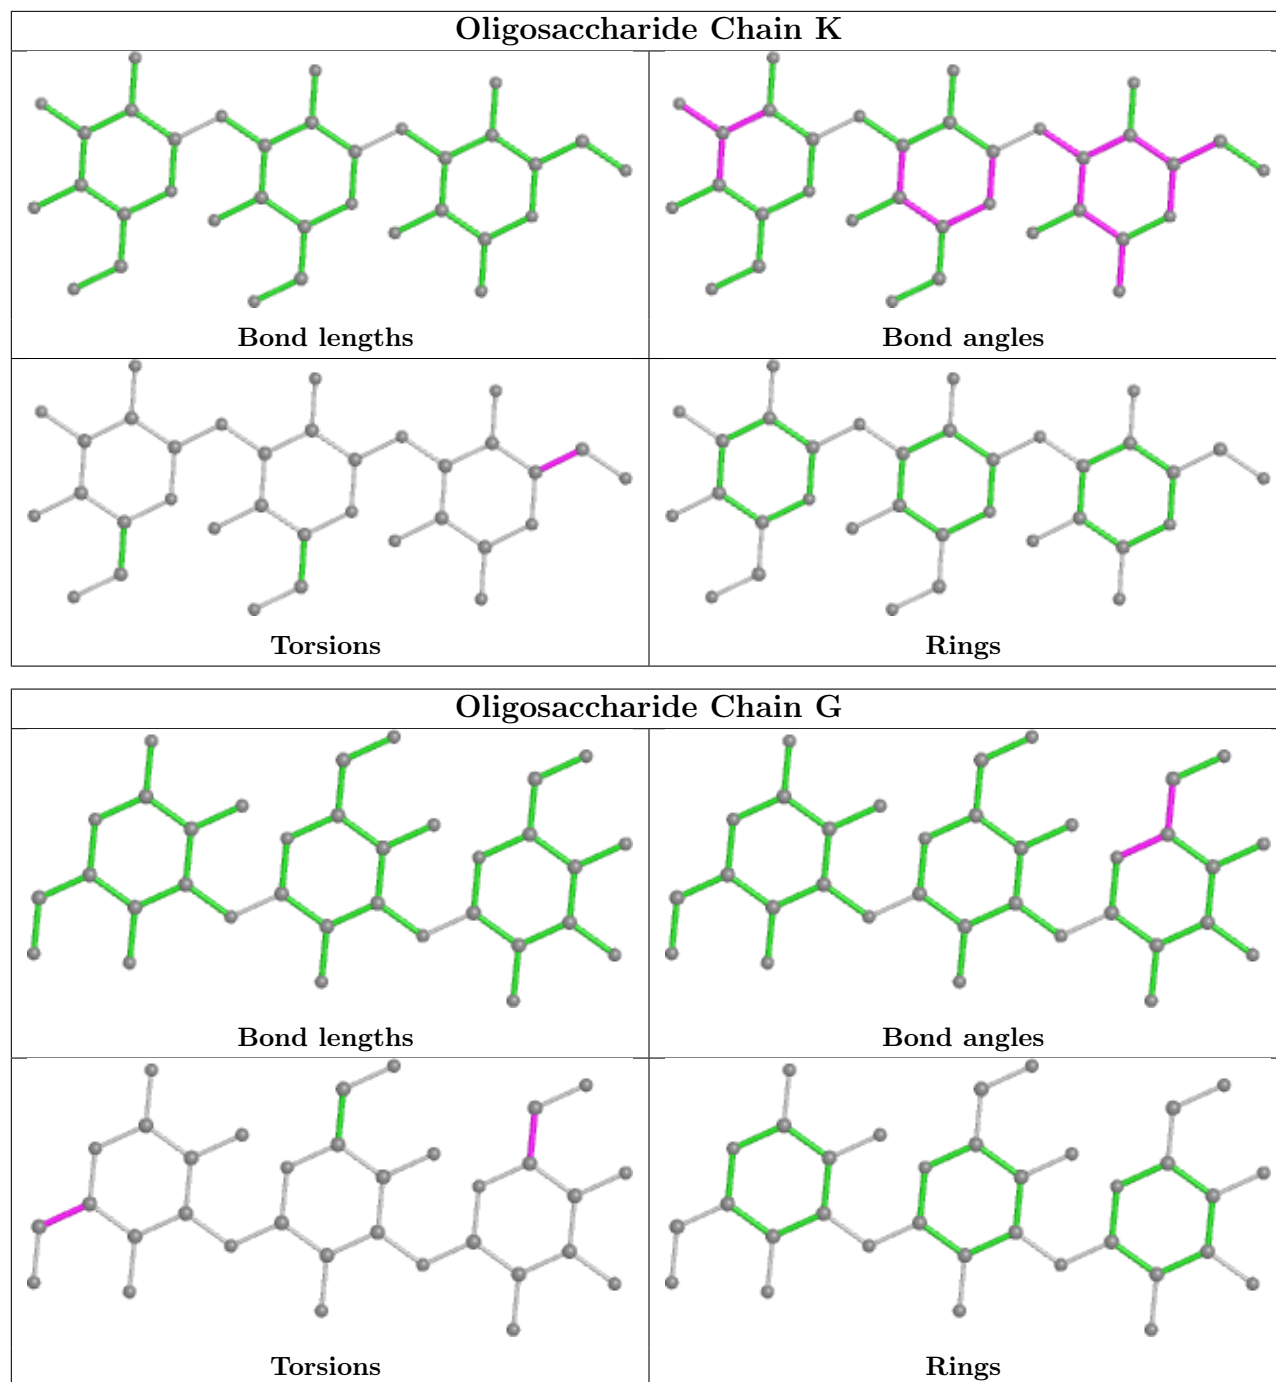 Oligosaccharide Chain K
Bond lengths
Bond angles
Torsions
Rings
Oligosaccharide Chain G
Bond lengths
Bond angles
Torsions
Rings